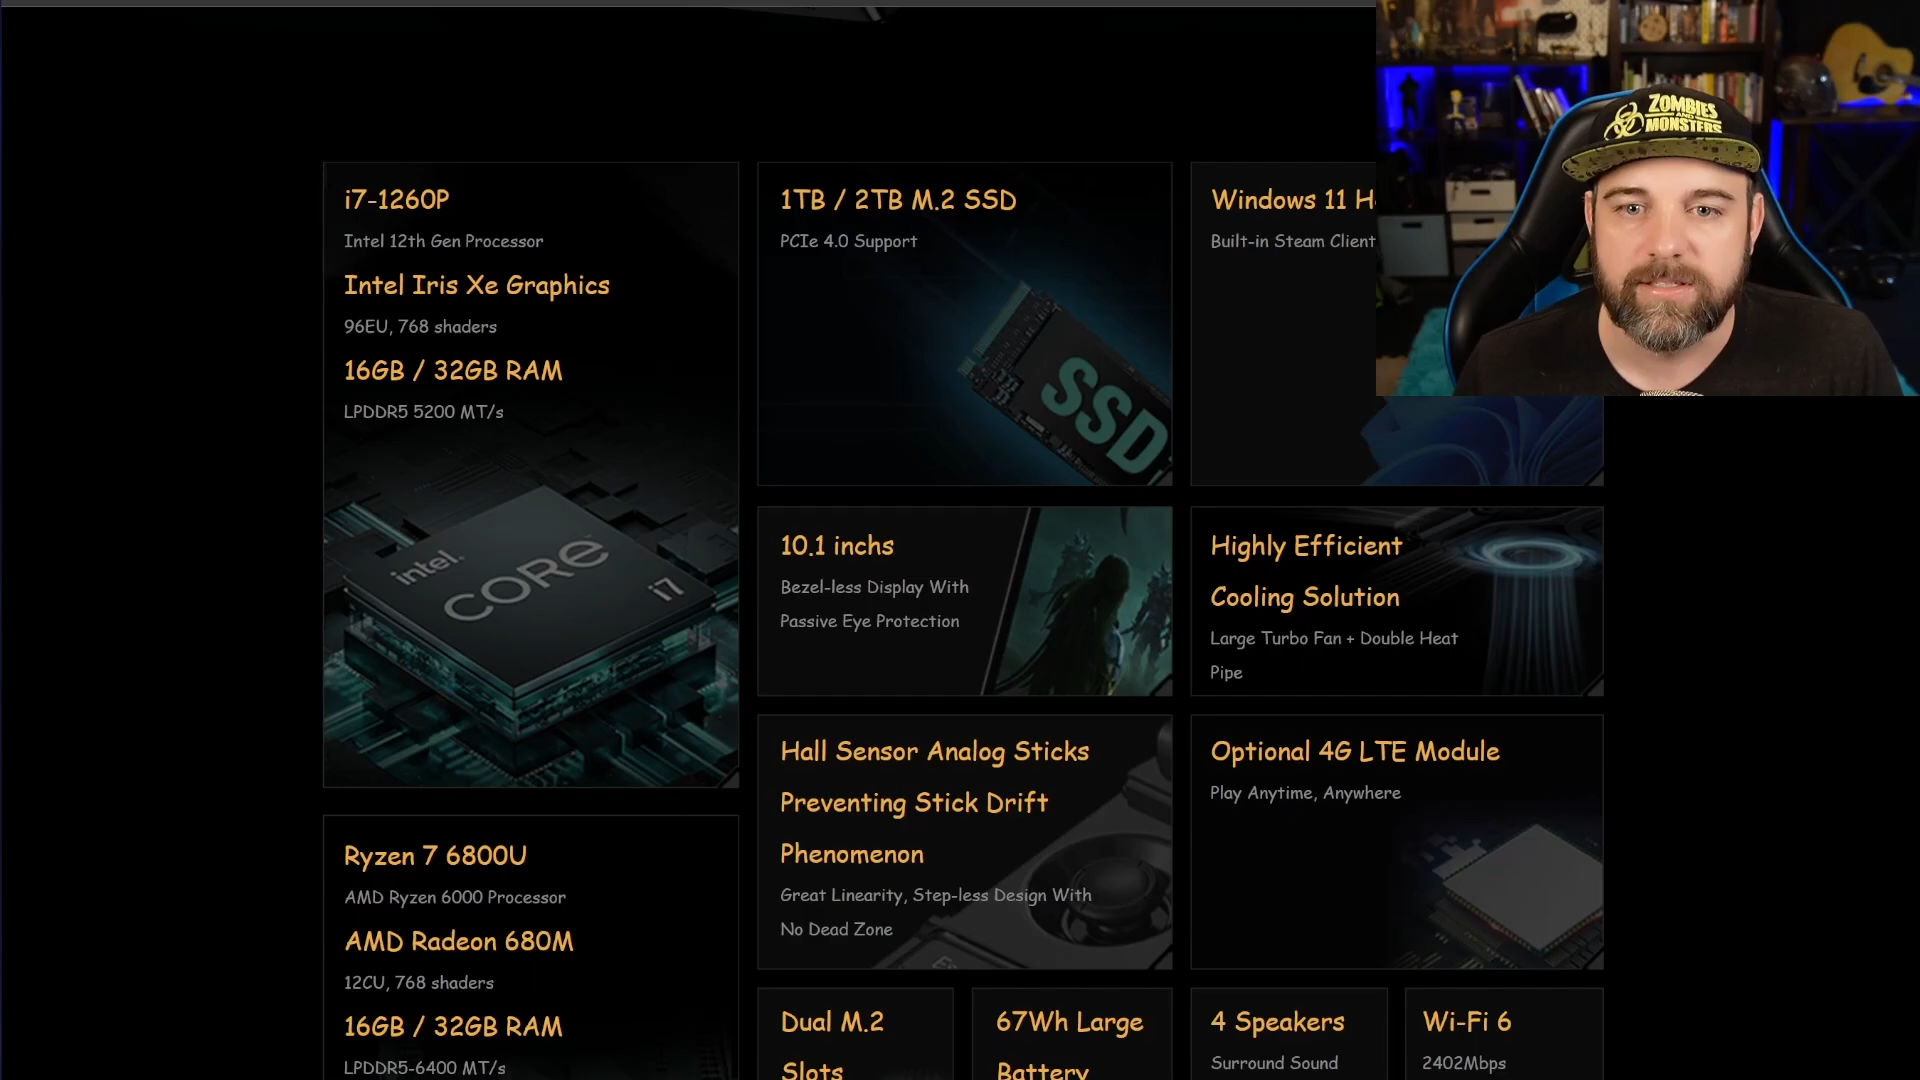 i7-1260P
Intel 12th Gen Processor
Intel Iris Xe Graphics
96EU, 768 shaders
16GB / 32GB RAM
LPDDR5 5200 MT/s
intel.
CORE
i7
Ryzen 7 6800U
AMD Ryzen 6000 Processor
AMD Radeon 680M
12CU, 768 shaders
16GB / 32GB RAM
LPDDR5-6400 MT/s
1TB / 2TB M.2 SSD
PCIe 4.0 Support
SSD
Windows 11 H
Built-in Steam Client
ZOMBIES
AND
MONSTERS
10.1 inchs
Bezel-less Display With
Passive Eye Protection
Highly Efficient
Cooling Solution
Large Turbo Fan + Double Heat
Pipe
Hall Sensor Analog Sticks
Preventing Stick Drift
Phenomenon
Great Linearity, Step-less Design With
No Dead Zone
Es
Optional 4G LTE Module
Play Anytime, Anywhere
Dual M.2
Slots
67Wh Large
Battery
4 Speakers
Surround Sound
Wi-Fi 6
2402Mbps